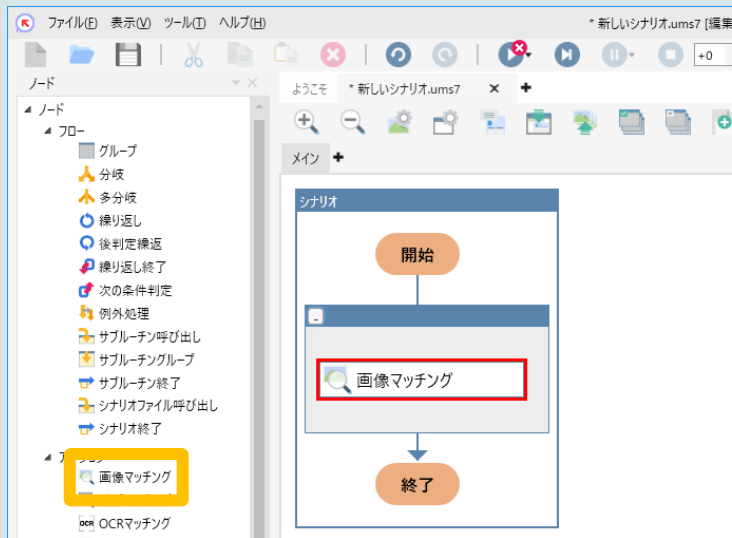 ファイル(F) 表示(V) ツール(T) ヘルプ(H)
* 新しいシナリオ.ums7 [編集
+0
ノード
ようこそ * 新しいシナリオ.ums7
メイン
ノード
フロー
グループ
分岐
多分岐
繰り返し
後判定繰返
繰り返し終了
次の条件判定
例外処理
サブルーチン呼び出し
サブルーチングループ
サブルーチン終了
シナリオファイル呼び出し
シナリオ終了
画像マッチング
OCR OCRマッチング
シナリオ
開始
画像マッチング
終了